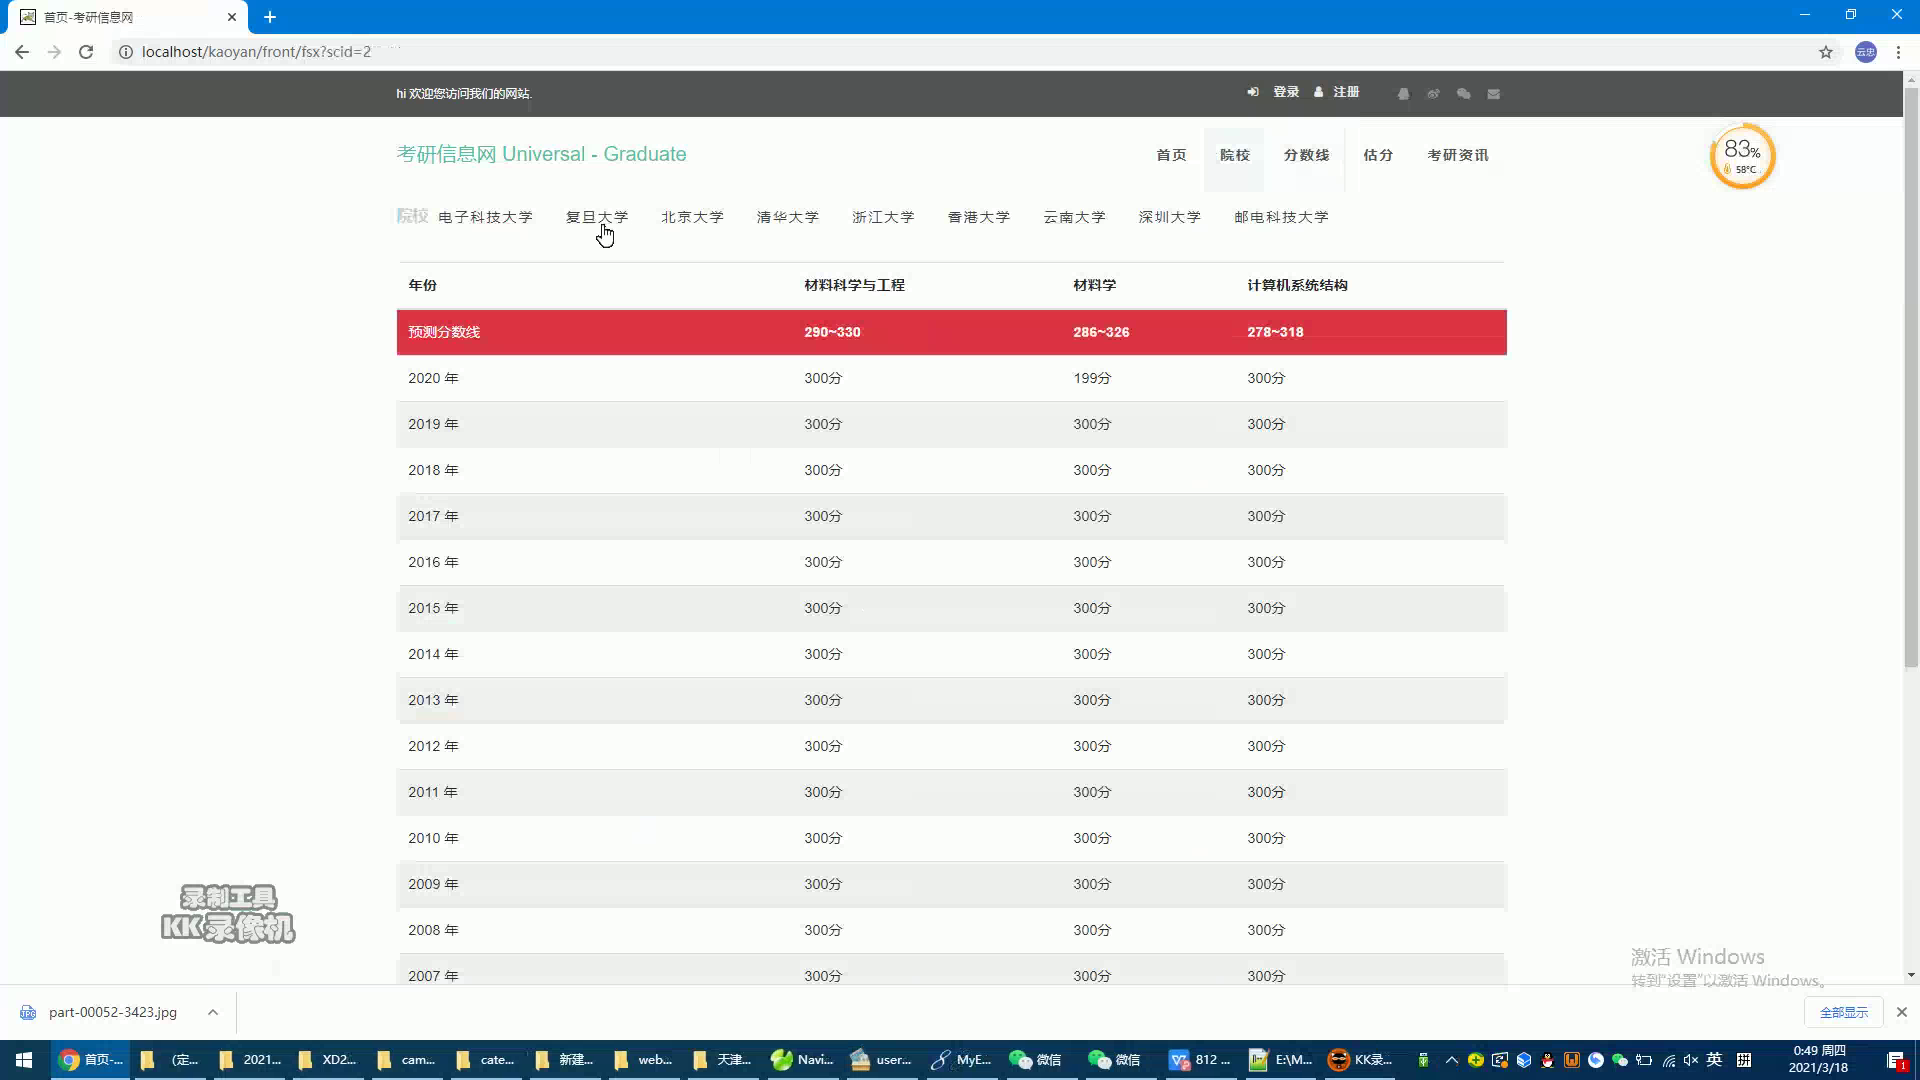 首页-考研信息网
localhost/kaoyan/front/fsx?scid=2
云忠
hi 欢迎您访问我们的网站.
登录 注册
考研信息网 Universal - Graduate
首页 院校 分数线 估分 考研资讯
83%
58°C
院校 电子科技大学 复旦大学 北京大学 清华大学 浙江大学 香港大学 云南大学 深圳大学 邮电科技大学
年份 材料科学与工程 材料学 计算机系统结构
预测分数线 290~330 286~326 278~318
2020 年 300分 199分 300分
2019 年 300分 300分 300分
2018 年 300分 300分 300分
2017 年 300分 300分 300分
2016 年 300分 300分 300分
2015 年 300分 300分 300分
2014 年 300分 300分 300分
2013 年 300分 300分 300分
2012 年 300分 300分 300分
2011 年 300分 300分 300分
2010 年 300分 300分 300分
2009 年 300分 300分 300分
2008 年 300分 300分 300分
2007 年 300分 300分 300分
录制工具
KK录像机
激活 Windows
转到"设置"以激活 Windows。
part-00052-3423.jpg
全部显示
首页-... (定... 2021... XD2... cam... cate... 新建... web... 天津... Navi... user... MyE... 微信 微信 812 ... E:\M... KK录... 英 拼
0:49 周四
2021/3/18
1